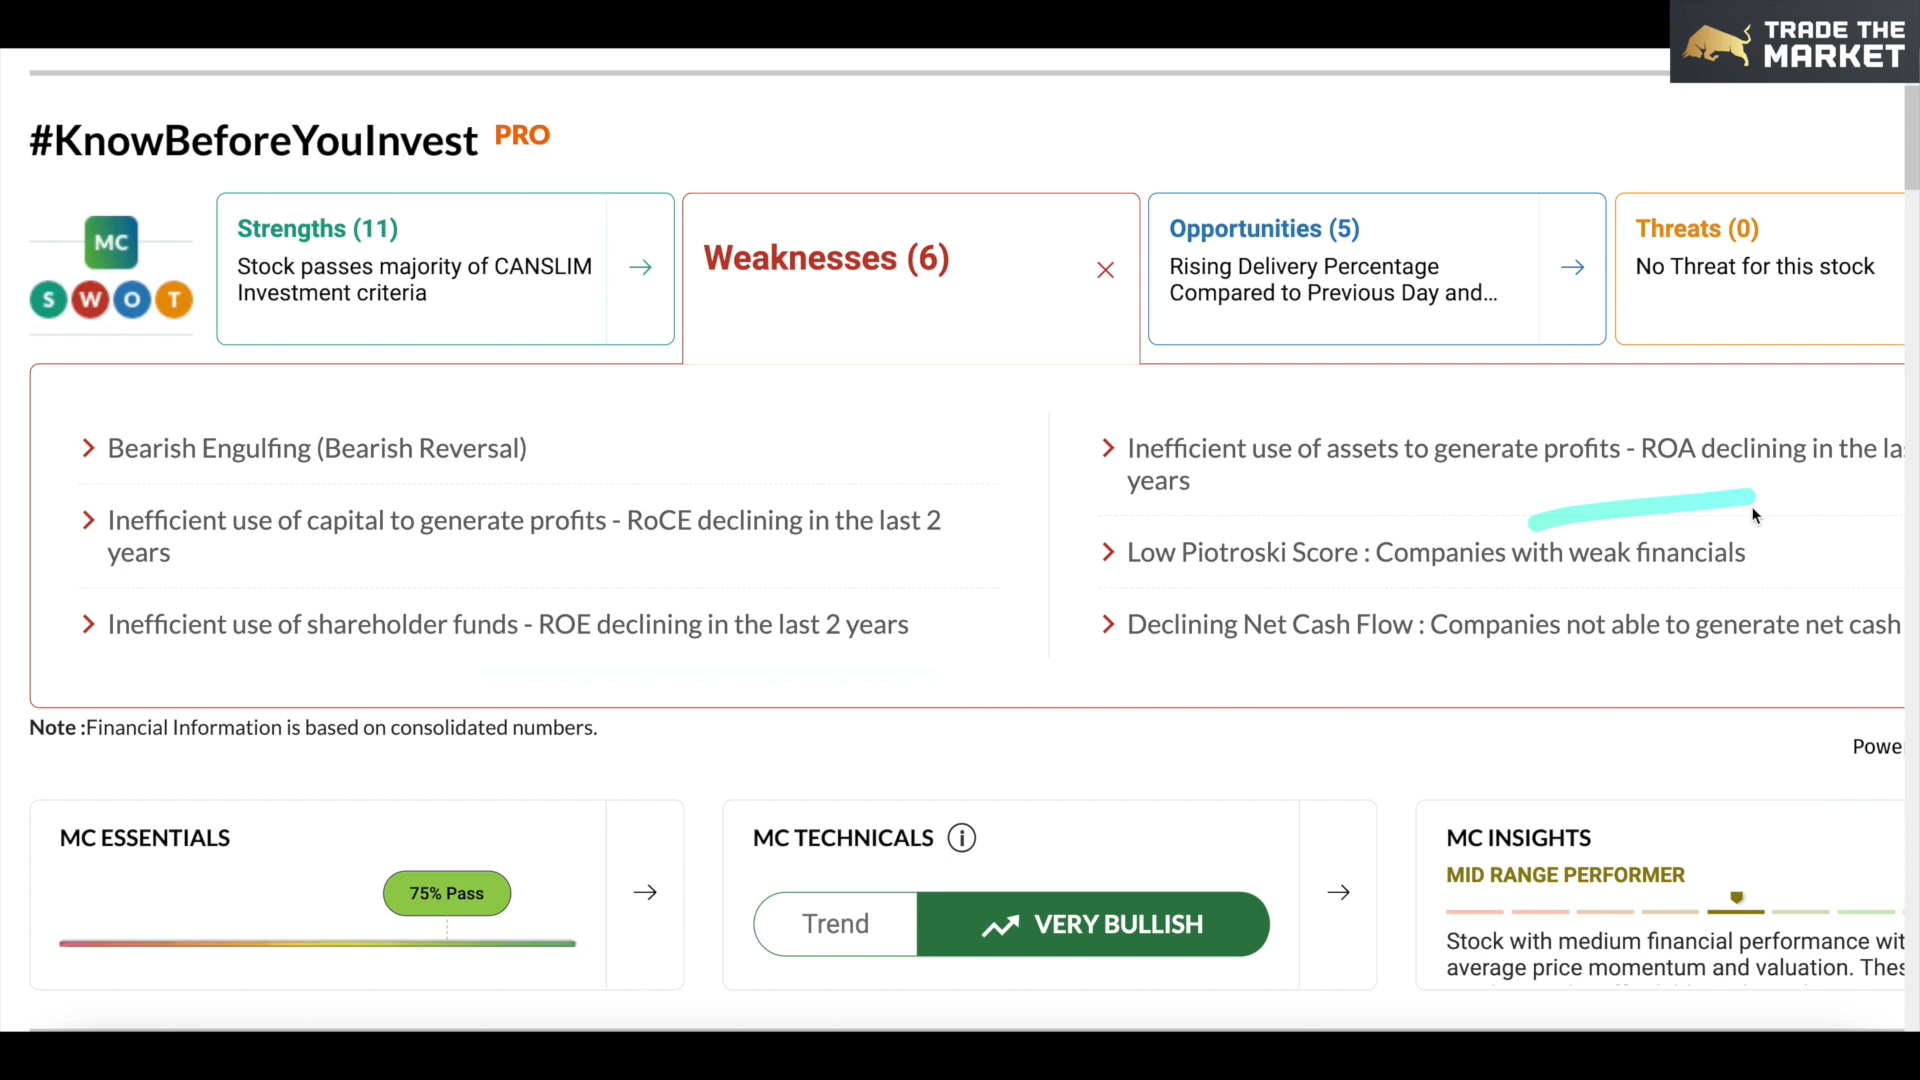 TRADE THE
MARKET
#KnowBeforeYouInvest PRO
MC
S W O T
Strengths (11)
Stock passes majority of CANSLIM
Investment criteria
Weaknesses (6)
Opportunities (5)
Rising Delivery Percentage
Compared to Previous Day and...
Threats (0)
No Threat for this stock
Bearish Engulfing (Bearish Reversal)
Inefficient use of capital to generate profits - RoCE declining in the last 2
years
Inefficient use of shareholder funds - ROE declining in the last 2 years
Inefficient use of assets to generate profits - ROA declining in the
years
Low Piotroski Score : Companies with weak financials
Declining Net Cash Flow : Companies not able to generate net cash
Note :Financial Information is based on consolidated numbers.
MC ESSENTIALS
75% Pass
MC TECHNICALS
Trend
VERY BULLISH
MC INSIGHTS
MID RANGE PERFORMER
Stock with medium financial performance
average price momentum and valuation.